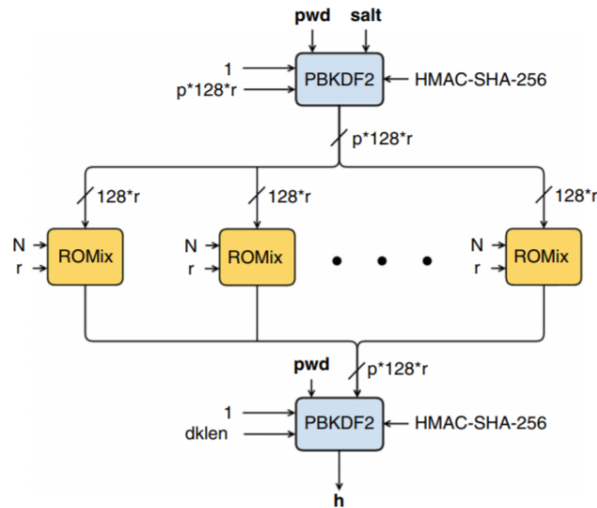 pwd salt
1
p*128*r
PBKDF2
HMAC-SHA-256
p*128*r
128*r
128*r
128*r
N
r
ROMix
N
r
ROMix
N
r
ROMix
pwd
p*128*r
1
dklen
PBKDF2
HMAC-SHA-256
h